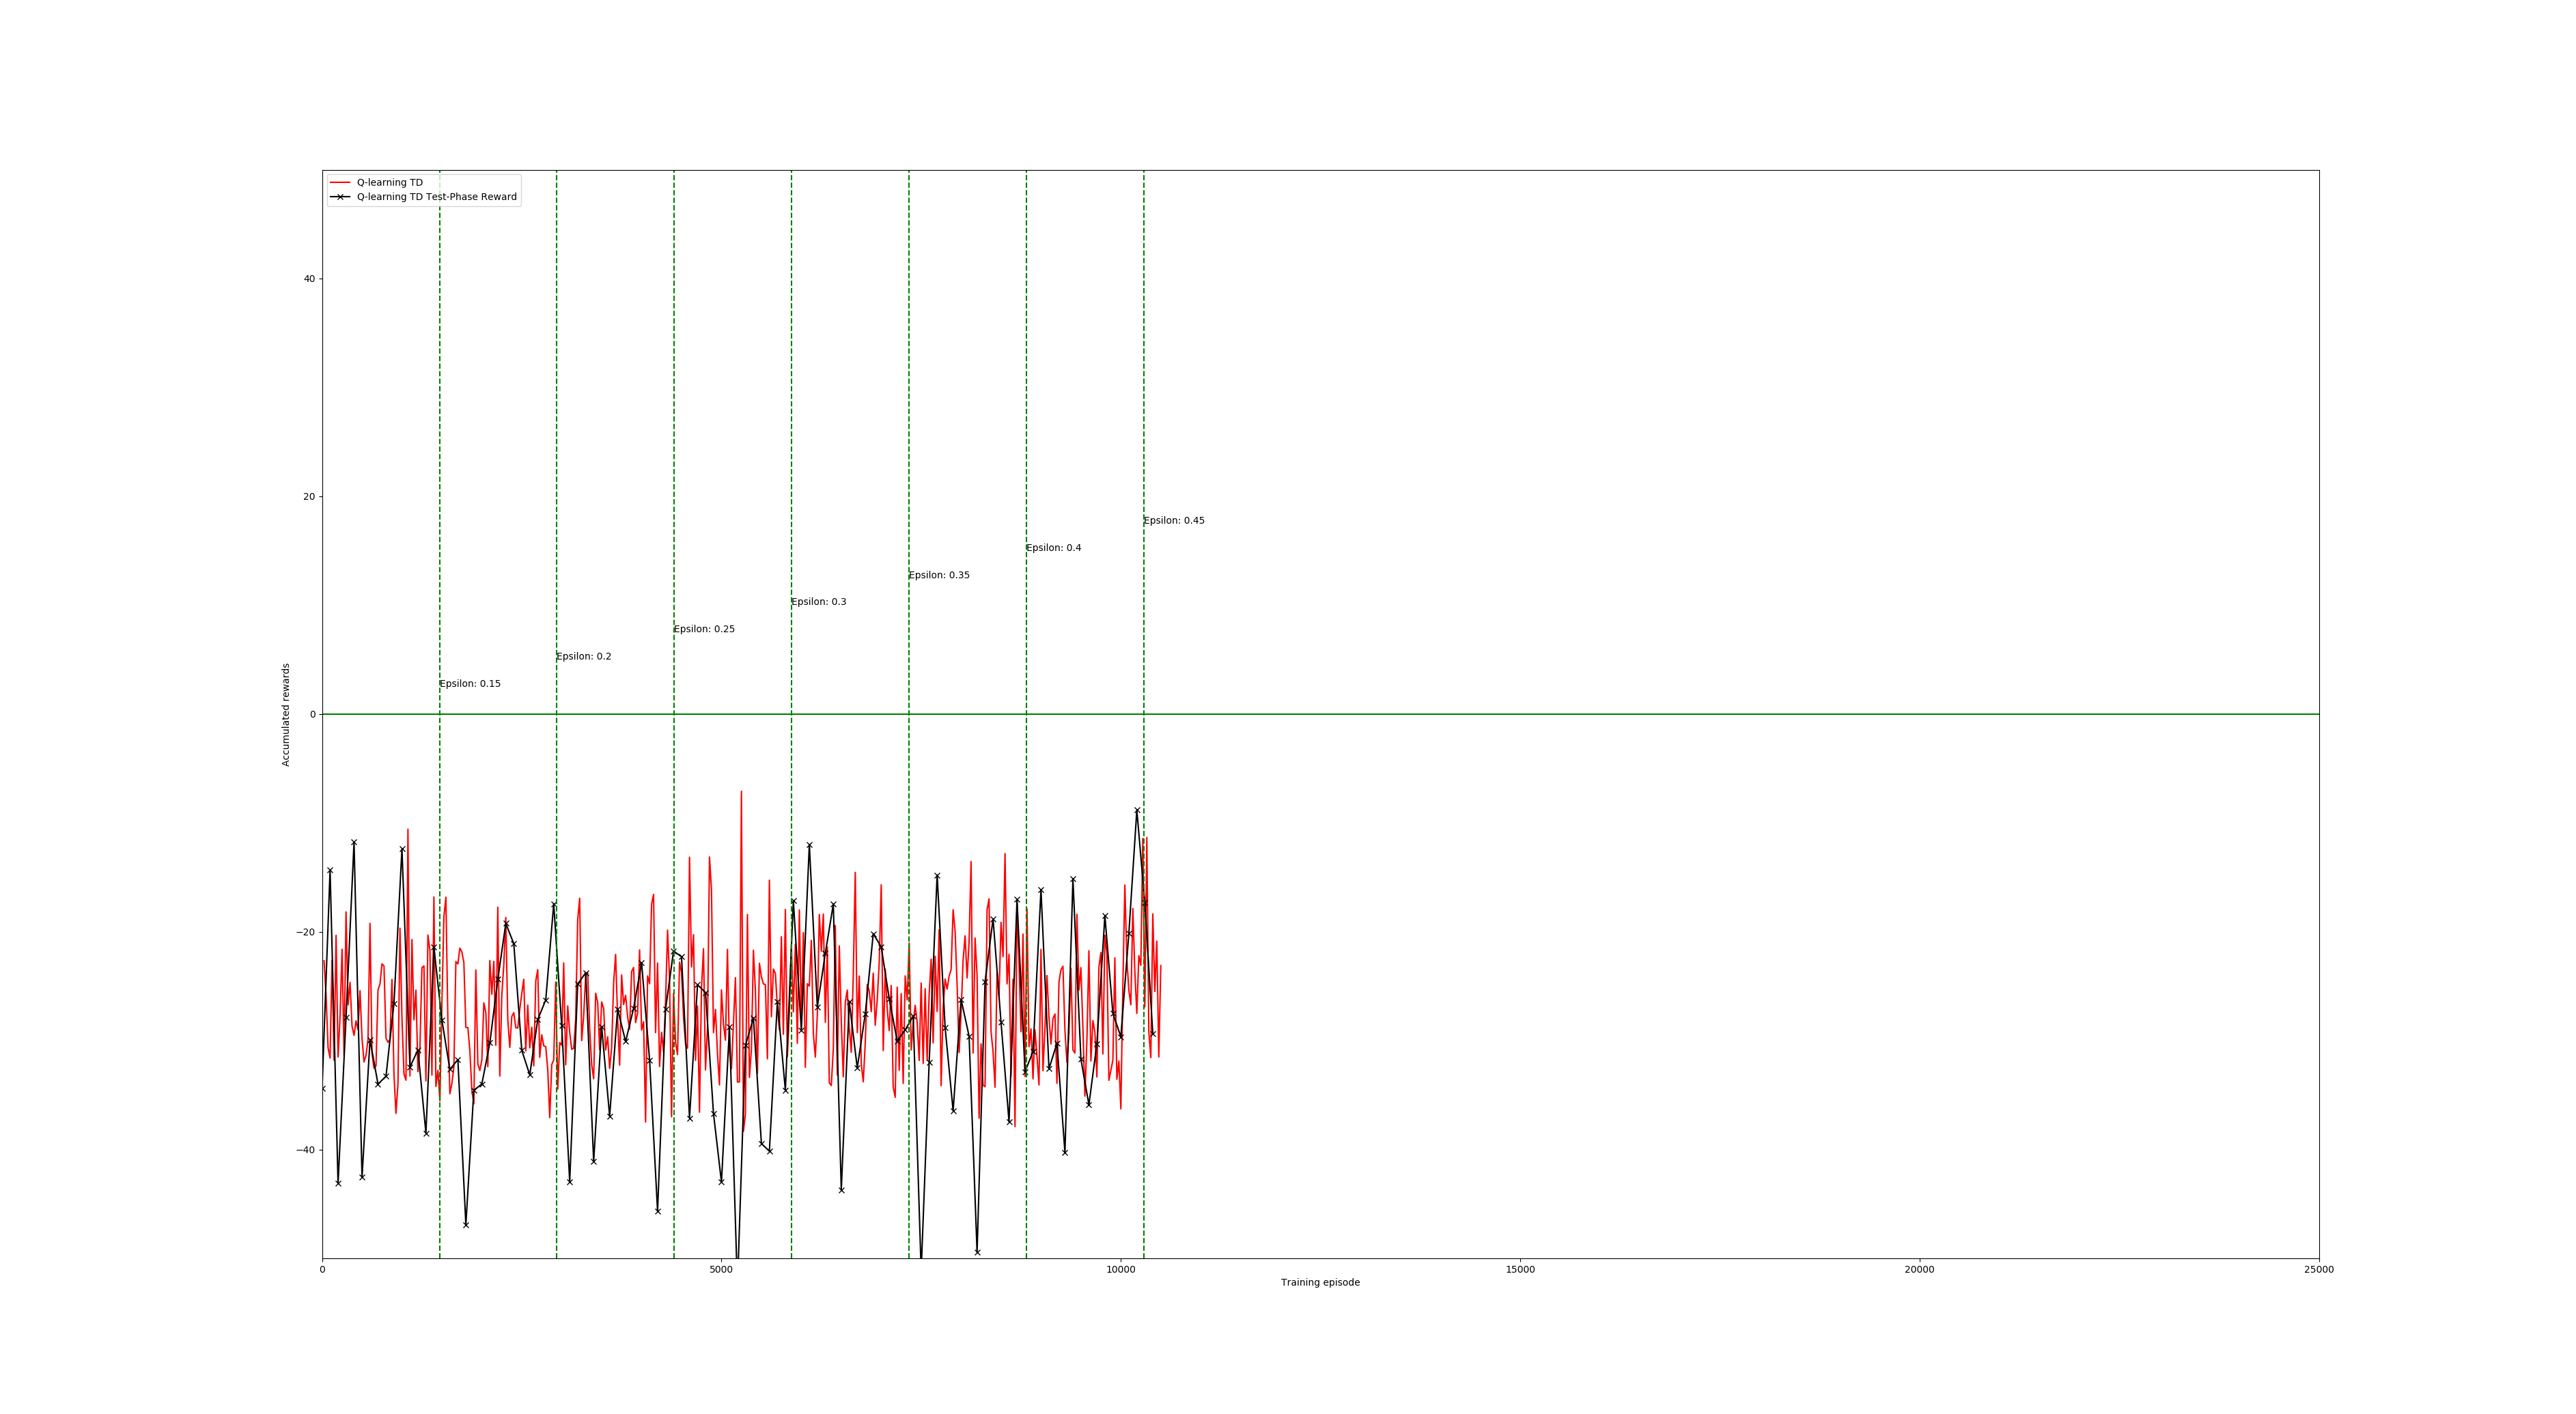 Q-learning TD
Q-learning TD Test-Phase Reward
40
20
0
−20
−40
Accumulated rewards
Epsilon: 0.15
Epsilon: 0.2
Epsilon: 0.25
Epsilon: 0.3
Epsilon: 0.35
Epsilon: 0.4
Epsilon: 0.45
0
5000
10000
15000
20000
25000
Training episode